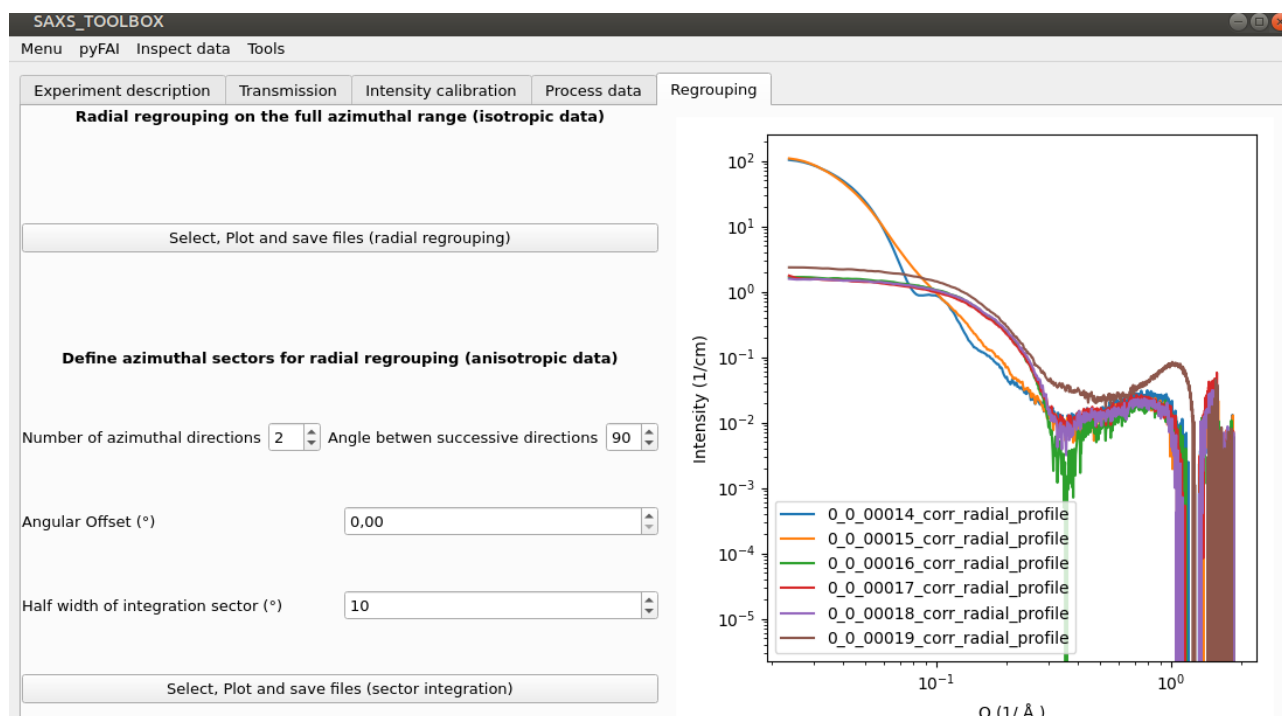 SAXS_TOOLBOX
Menu pyFAI Inspect data Tools
Experiment description Transmission Intensity calibration Process data Regrouping
Radial regrouping on the full azimuthal range (isotropic data)
Select, Plot and save files (radial regrouping)
Define azimuthal sectors for radial regrouping (anisotropic data)
Number of azimuthal directions 2 Angle betwen successive directions 90
Angular Offset (°) 0,00
Half width of integration sector (°) 10
Select, Plot and save files (sector integration)
Intensity (1/cm)
10²
10¹
10⁰
10⁻¹
10⁻²
10⁻³
10⁻⁴
10⁻⁵
0_0_00014_corr_radial_profile
0_0_00015_corr_radial_profile
0_0_00016_corr_radial_profile
0_0_00017_corr_radial_profile
0_0_00018_corr_radial_profile
0_0_00019_corr_radial_profile
10⁻¹ 10⁰
Q (1/ Å )